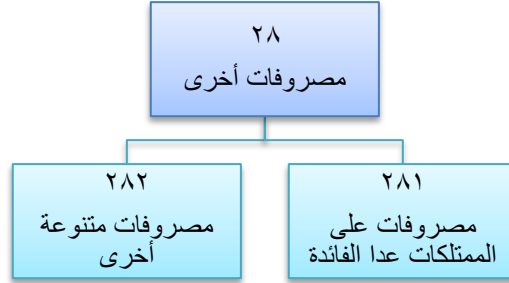 ٢٨
مصروفات أخرى
٢٨١
مصروفات على
الممتلكات عدا الفائدة
٢٨٢
مصروفات متنوعة
أخرى